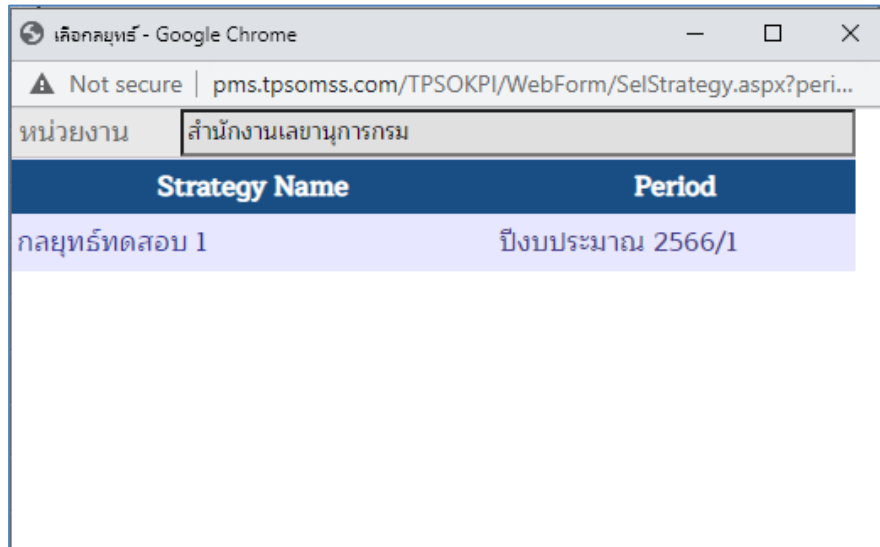 เลือกลยุทธ์ - Google Chrome
Not secure | pms.tpsomss.com/TPSOKPI/WebForm/SelStrategy.aspx?peri...
หน่วยงาน สำนักงานเลขานุการกรม
Strategy Name Period
กลยุทธ์ทดสอบ 1 ปีงบประมาณ 2566/1